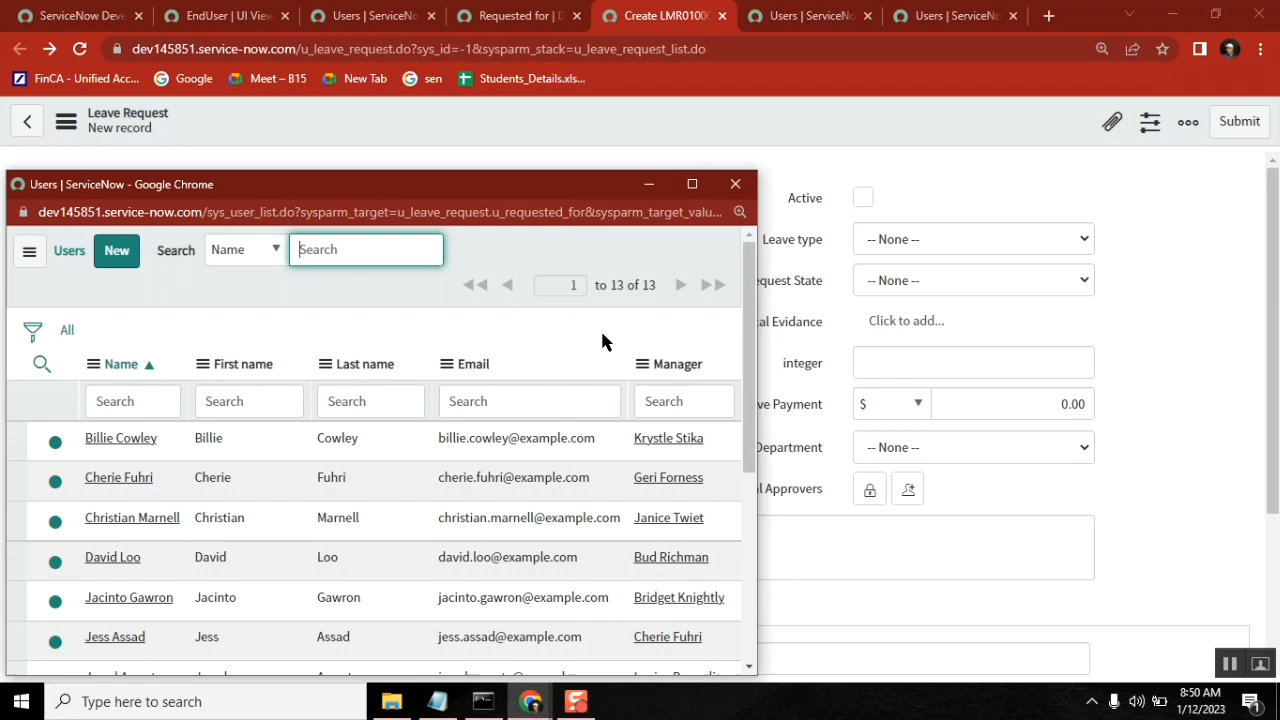 ServiceNow Deve
EndUser | UI View
Users | ServiceNo
Requested for | D
Create LMR0100
Users | ServiceNo
Users | ServiceNo
dev145851.service-now.com/u_leave_request.do?sys_id=-1&sysparm_stack=u_leave_request_list.do
FinCA - Unified Acc...
Google
Meet – B15
New Tab
sen
Students_Details.xls...
Leave Request
New record
Submit
Users | ServiceNow - Google Chrome
dev145851.service-now.com/sys_user_list.do?sysparm_target=u_leave_request.u_requested_for&sysparm_target_valu...
Users New Search Name Search
1 to 13 of 13
All
Name First name Last name Email Manager
Search Search Search Search Search
Billie Cowley Billie Cowley billie.cowley@example.com Krystle Stika
Cherie Fuhri Cherie Fuhri cherie.fuhri@example.com Geri Forness
Christian Marnell Christian Marnell christian.marnell@example.com Janice Twiet
David Loo David Loo david.loo@example.com Bud Richman
Jacinto Gawron Jacinto Gawron jacinto.gawron@example.com Bridget Knightly
Jess Assad Jess Assad jess.assad@example.com Cherie Fuhri
Active
Leave type -- None --
equest State -- None --
al Evidence Click to add...
integer
ve Payment $ 0.00
Department -- None --
l Approvers
Type here to search
8:50 AM
1/12/2023
1